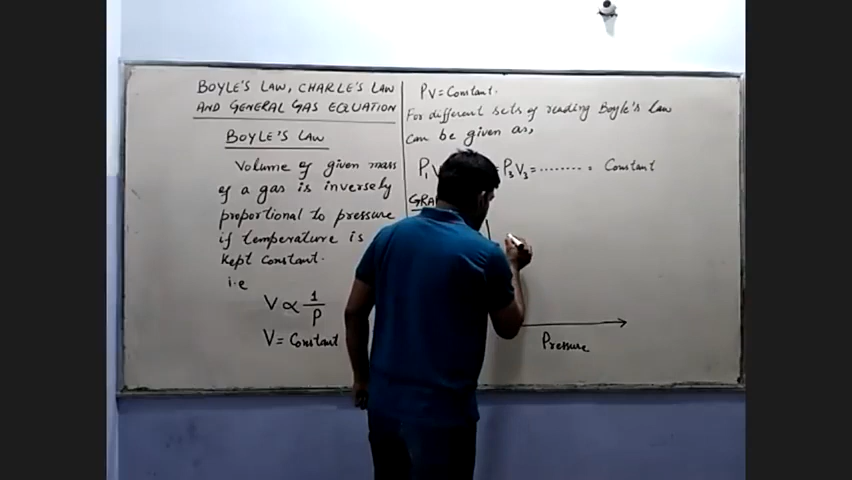 BOYLE'S LAW, CHARLE'S LAW
AND GENERAL GAS EQUATION
BOYLE'S LAW
Volume of given mass
of a gas is inversely
proportional to pressure
if temperature is
kept constant.
i.e
V ∝ 1/P
V = Constant
PV = Constant.
For different sets of reading Boyle's law
can be given as,
P₁V = P₃V₃ = ........ = Constant
GRA
Pressure